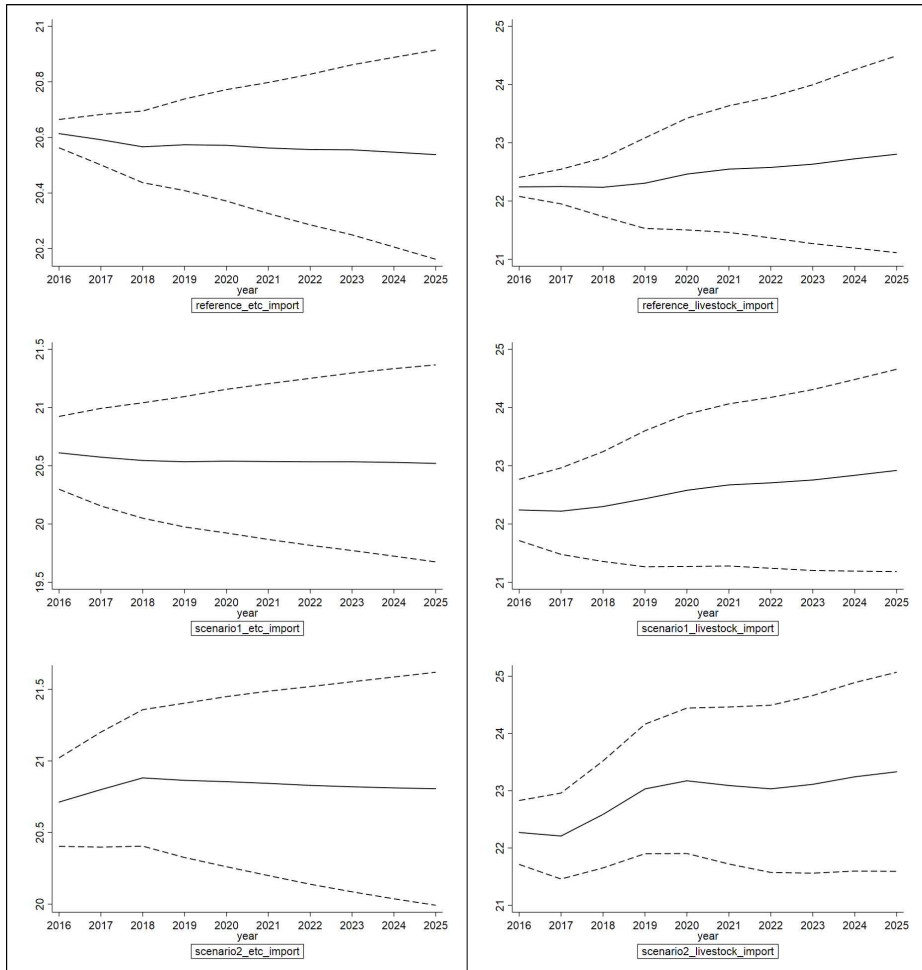 21
20.8
20.6
20.4
20.2
2016 2017 2018 2019 2020 2021 2022 2023 2024 2025
year
reference_etc_import
25
24
23
22
21
2016 2017 2018 2019 2020 2021 2022 2023 2024 2025
year
reference_livestock_import
21.5
21
20.5
20
19.5
2016 2017 2018 2019 2020 2021 2022 2023 2024 2025
year
scenario1_etc_import
25
24
23
22
21
2016 2017 2018 2019 2020 2021 2022 2023 2024 2025
year
scenario1_livestock_import
21.5
21
20.5
20
2016 2017 2018 2019 2020 2021 2022 2023 2024 2025
year
scenario2_etc_import
25
24
23
22
21
2016 2017 2018 2019 2020 2021 2022 2023 2024 2025
year
scenario2_livestock_import